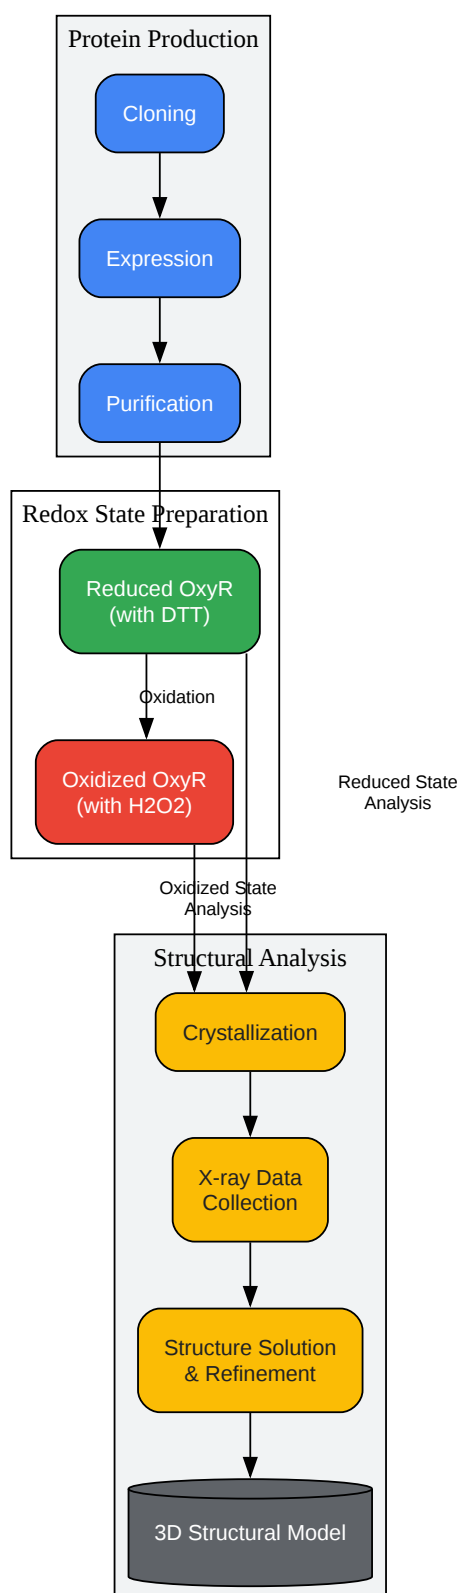 Protein Production
Cloning
Expression
Purification
Redox State Preparation
Reduced OxyR
(with DTT)
Oxidation
Oxidized OxyR
(with H2O2)
Reduced State
Analysis
Oxidized State
Analysis
Structural Analysis
Crystallization
X-ray Data
Collection
Structure Solution
& Refinement
3D Structural Model